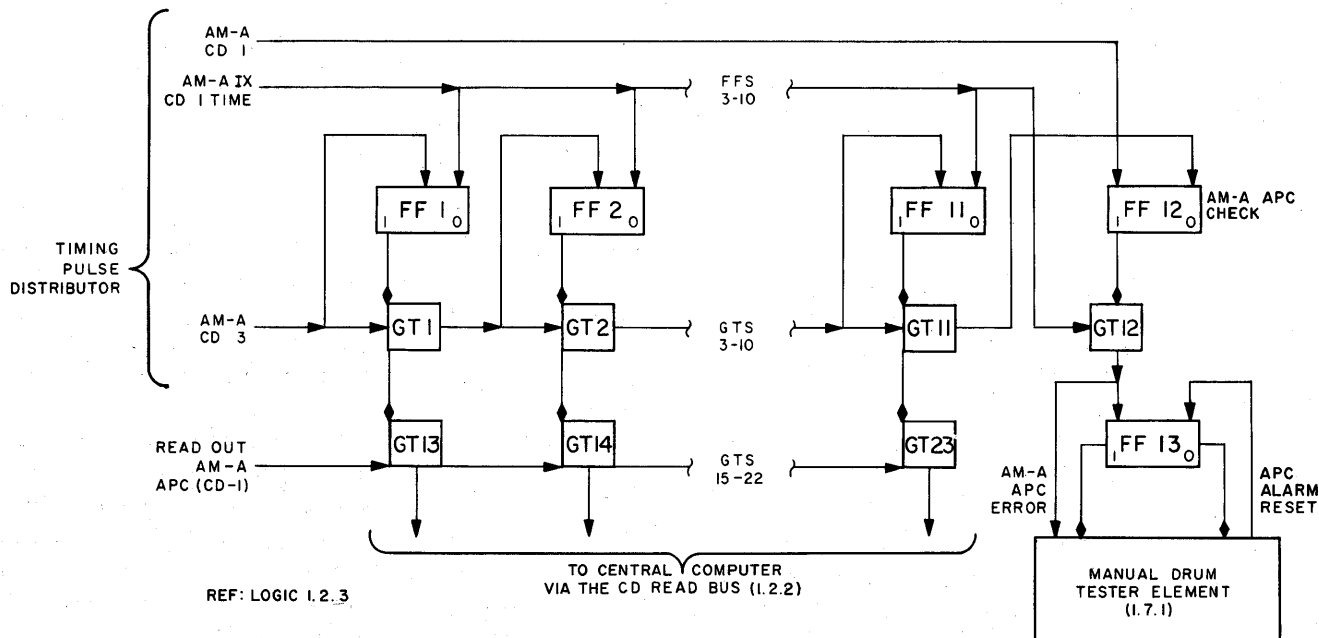 AM-A
CD 1
AM-A IX
CD 1 TIME
FFS
3-10
1 FF 1 0
1 FF 2 0
1 FF 11 0
1 FF 12 0
AM-A APC
CHECK
TIMING
PULSE
DISTRIBUTOR
AM-A
CD 3
GT1
GT2
GTS
3-10
GT11
GT12
READ OUT
AM-A
APC (CD-1)
GT13
GT14
GTS
15-22
GT23
1 FF 13 0
AM-A
APC
ERROR
APC
ALARM
RESET
TO CENTRAL COMPUTER
VIA THE CD READ BUS (1.2.2)
MANUAL DRUM
TESTER ELEMENT
(1.7.1)
REF: LOGIC 1.2.3